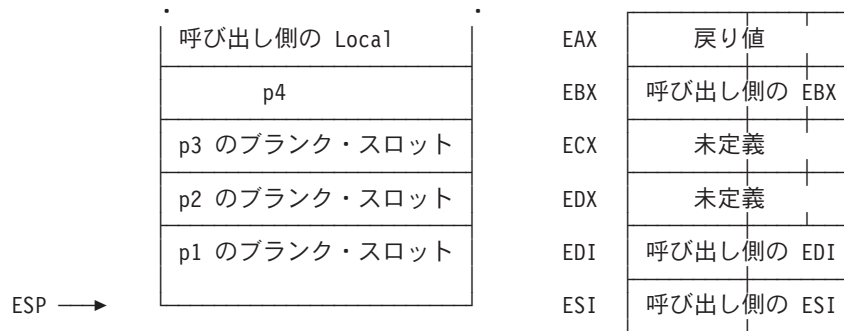 呼び出し側の Local EAX 戻り値
p4 EBX 呼び出し側の EBX
p3 のブランク・スロット ECX 未定義
p2 のブランク・スロット EDX 未定義
p1 のブランク・スロット EDI 呼び出し側の EDI
ESP ESI 呼び出し側の ESI